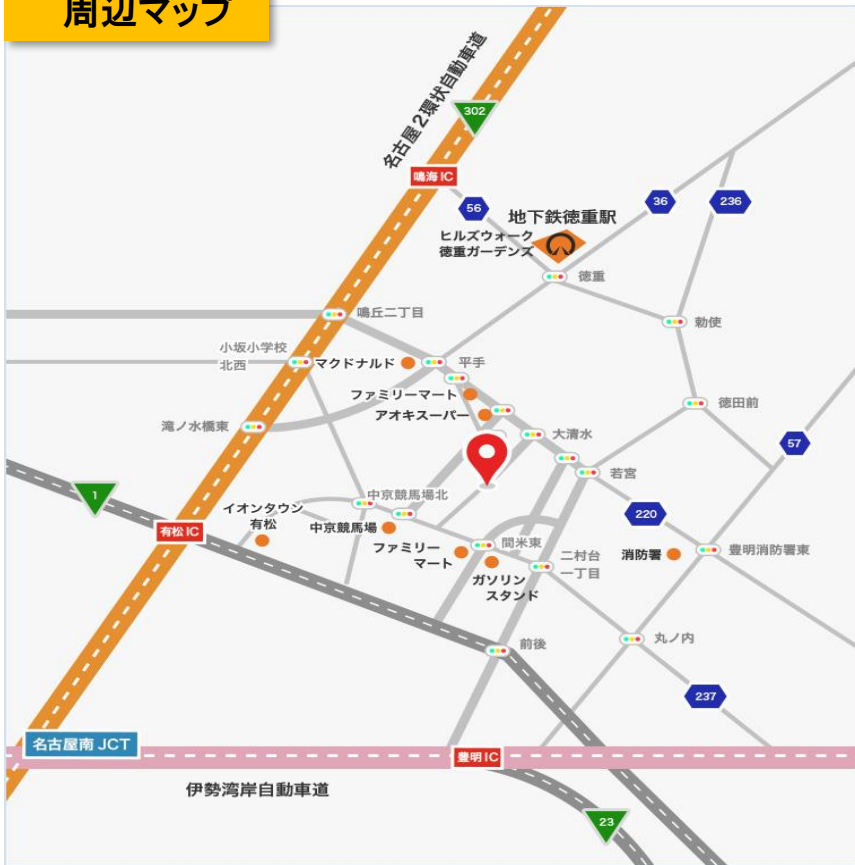 周辺マップ
名古屋2環状自動車道
302
鳴海 IC
56
地下鉄徳重駅
36
236
ヒルズウォーク
徳重ガーデンズ
徳重
鳴丘二丁目
勅使
小坂小学校
北西
マクドナルド
平手
ファミリーマート
アオキスーパー
徳田前
滝ノ水橋東
大清水
57
若宮
1
イオンタウン
有松
中京競馬場北
220
有松 IC
中京競馬場
ファミリー
マート
間米東
二村台
一丁目
消防署
豊明消防署東
ガソリン
スタンド
前後
丸ノ内
237
名古屋南 JCT
豊明 IC
伊勢湾岸自動車道
23